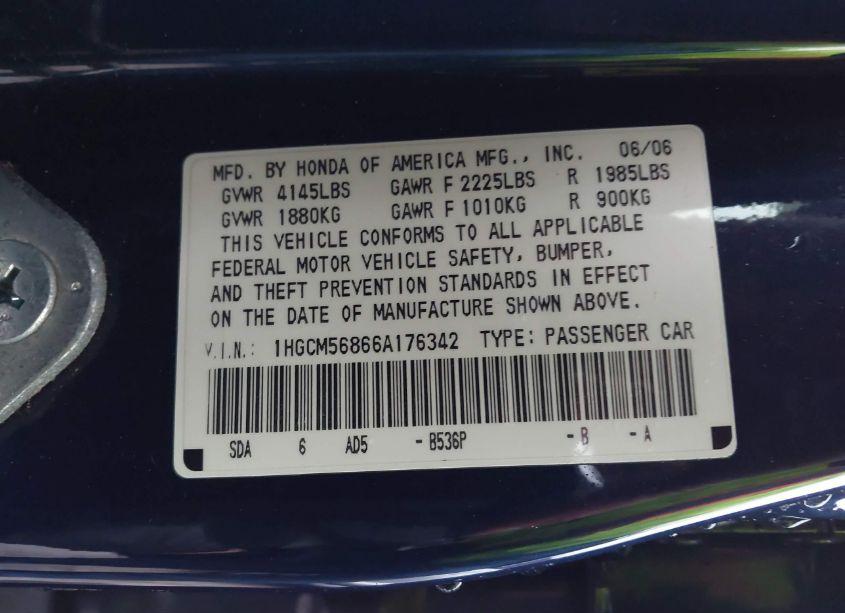 MFD. BY HONDA OF AMERICA MFG., INC. 06/06
GVWR 4145LBS GAWR F 2225LBS R 1985LBS
GVWR 1880KG GAWR F 1010KG R 900KG
THIS VEHICLE CONFORMS TO ALL APPLICABLE
FEDERAL MOTOR VEHICLE SAFETY, BUMPER,
AND THEFT PREVENTION STANDARDS IN EFFECT
ON THE DATE OF MANUFACTURE SHOWN ABOVE.
V.I.N.: 1HGCM56866A176342 TYPE: PASSENGER CAR
SDA 6 AD5 - B536P - B - A